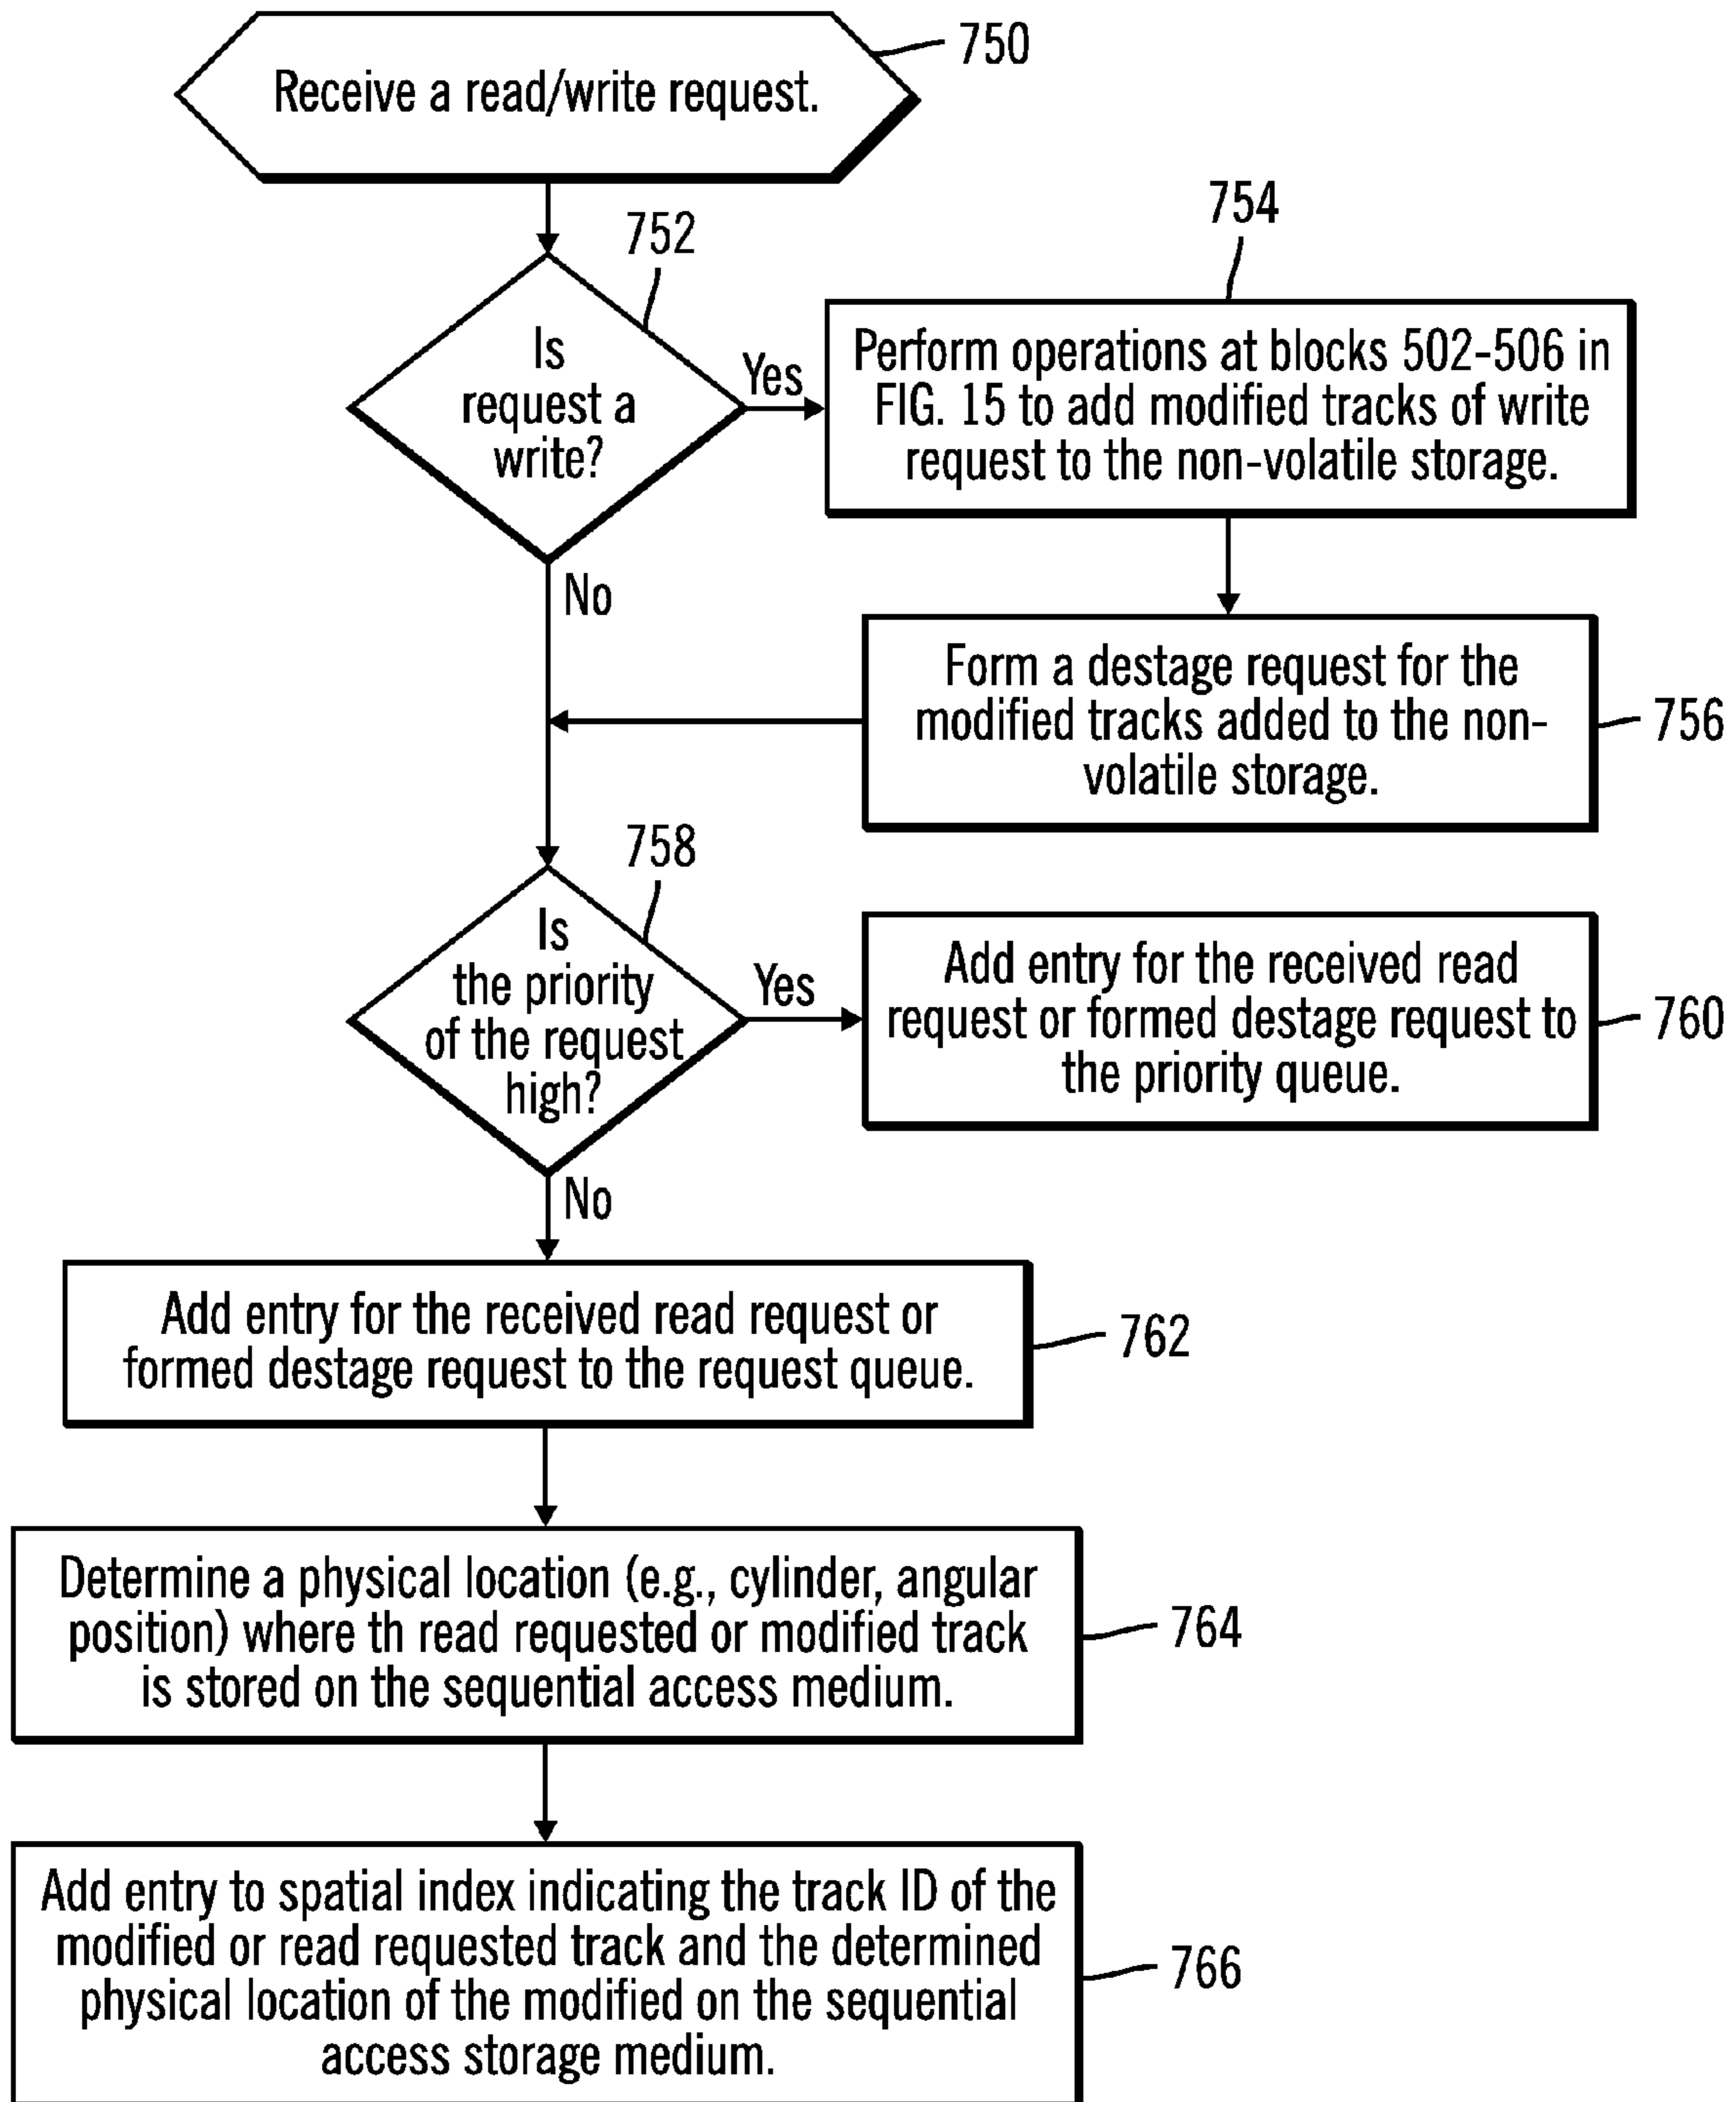 Receive a read/write request.
750
752
Is
request a
write?
Yes
No
754
Perform operations at blocks 502-506 in
FIG. 15 to add modified tracks of write
request to the non-volatile storage.
Form a destage request for the
modified tracks added to the non-
volatile storage.
756
758
Is
the priority
of the request
high?
Yes
No
Add entry for the received read
request or formed destage request to
the priority queue.
760
Add entry for the received read request or
formed destage request to the request queue.
762
Determine a physical location (e.g., cylinder, angular
position) where th read requested or modified track
is stored on the sequential access medium.
764
Add entry to spatial index indicating the track ID of the
modified or read requested track and the determined
physical location of the modified on the sequential
access storage medium.
766